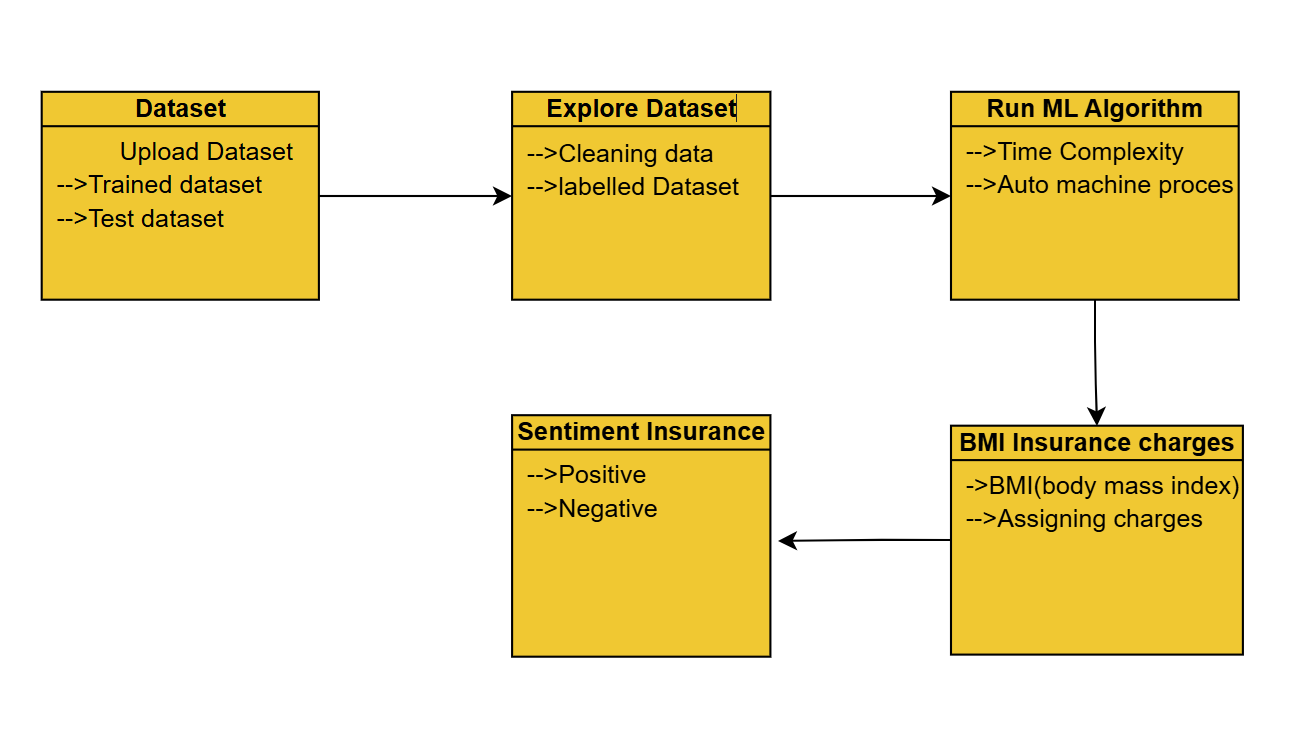 Dataset
Upload Dataset
-->Trained dataset
-->Test dataset
Explore Dataset
-->Cleaning data
-->labelled Dataset
Run ML Algorithm
-->Time Complexity
-->Auto machine proces
Sentiment Insurance
-->Positive
-->Negative
BMI Insurance charges
->BMI(body mass index)
-->Assigning charges